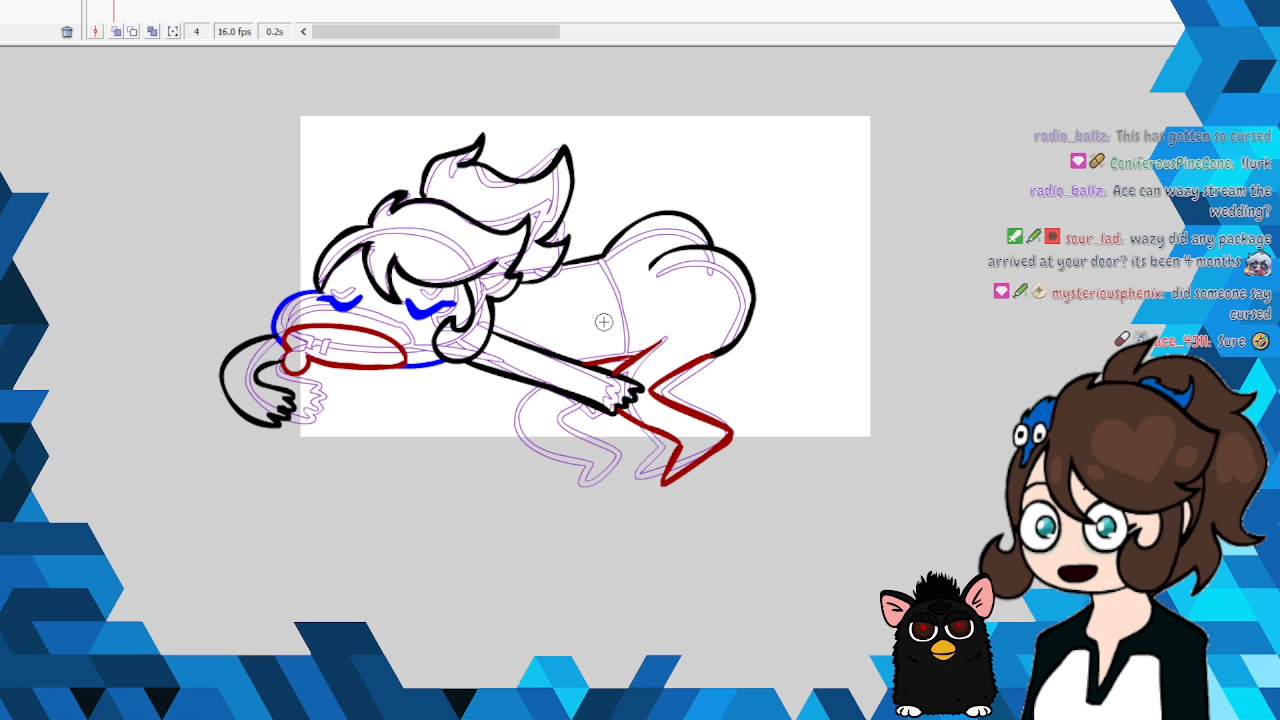 4 16.0 fps 0.2s
radio_ballz: This has gotten so cursed
ConiferousPineCone: !lurk
radio_ballz: Ace can wazy stream the
wedding?
sour_lad: wazy did any package
arrived at your door? its been 4 months
mysteriousphenix: did someone say
cursed
ace_4311: Sure